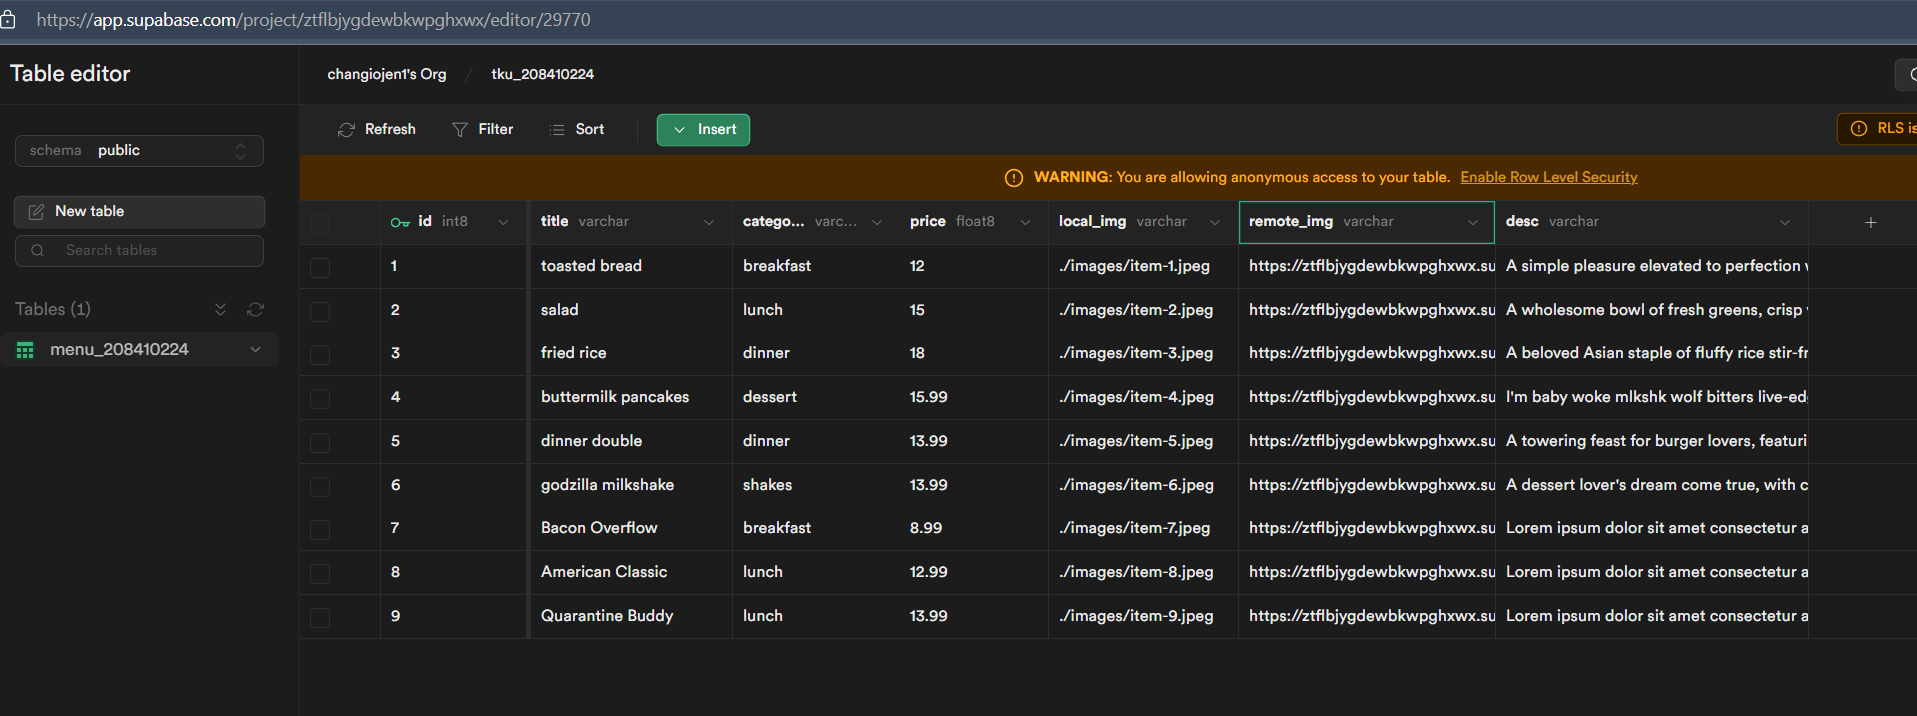 https://app.supabase.com/project/ztflbjygdewbkwpghxwx/editor/29770
Table editor
changiojen1's Org / tku_208410224
schema public
Refresh Filter Sort Insert
RLS is
WARNING: You are allowing anonymous access to your table. Enable Row Level Security
New table
Search tables
Tables (1)
menu_208410224
id int8 title varchar catego... varc... price float8 local_img varchar remote_img varchar desc varchar +
1 toasted bread breakfast 12 ./images/item-1.jpeg https://ztflbjygdewbkwpghxwx.su A simple pleasure elevated to perfection
2 salad lunch 15 ./images/item-2.jpeg https://ztflbjygdewbkwpghxwx.su A wholesome bowl of fresh greens, crisp
3 fried rice dinner 18 ./images/item-3.jpeg https://ztflbjygdewbkwpghxwx.su A beloved Asian staple of fluffy rice stir-fr
4 buttermilk pancakes dessert 15.99 ./images/item-4.jpeg https://ztflbjygdewbkwpghxwx.su I'm baby woke mlkshk wolf bitters live-ed
5 dinner double dinner 13.99 ./images/item-5.jpeg https://ztflbjygdewbkwpghxwx.su A towering feast for burger lovers, featuri
6 godzilla milkshake shakes 13.99 ./images/item-6.jpeg https://ztflbjygdewbkwpghxwx.su A dessert lover's dream come true, with c
7 Bacon Overflow breakfast 8.99 ./images/item-7.jpeg https://ztflbjygdewbkwpghxwx.su Lorem ipsum dolor sit amet consectetur a
8 American Classic lunch 12.99 ./images/item-8.jpeg https://ztflbjygdewbkwpghxwx.su Lorem ipsum dolor sit amet consectetur a
9 Quarantine Buddy lunch 13.99 ./images/item-9.jpeg https://ztflbjygdewbkwpghxwx.su Lorem ipsum dolor sit amet consectetur a